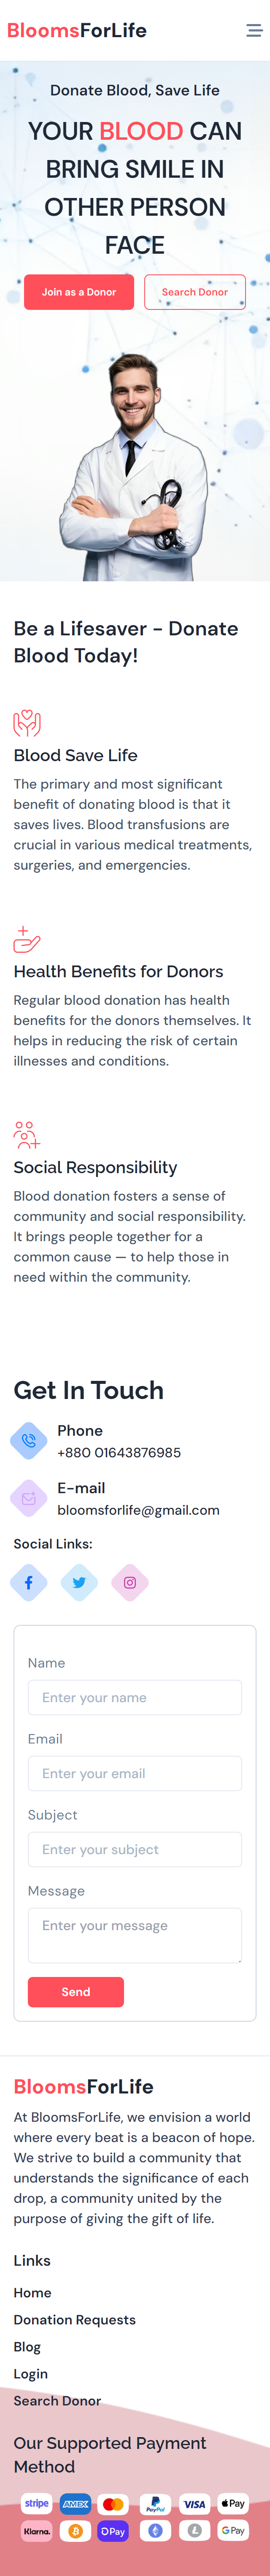 BloomsForLife
Donate Blood, Save Life
YOUR BLOOD CAN
BRING SMILE IN
OTHER PERSON
FACE
Join as a Donor
Search Donor
Be a Lifesaver - Donate
Blood Today!
Blood Save Life
The primary and most significant
benefit of donating blood is that it
saves lives. Blood transfusions are
crucial in various medical treatments,
surgeries, and emergencies.
Health Benefits for Donors
Regular blood donation has health
benefits for the donors themselves. It
helps in reducing the risk of certain
illnesses and conditions.
Social Responsibility
Blood donation fosters a sense of
community and social responsibility.
It brings people together for a
common cause — to help those in
need within the community.
Get In Touch
Phone
+880 01643876985
E-mail
bloomsforlife@gmail.com
Social Links:
Name
Enter your name
Email
Enter your email
Subject
Enter your subject
Message
Enter your message
Send
BloomsForLife
At BloomsForLife, we envision a world
where every beat is a beacon of hope.
We strive to build a community that
understands the significance of each
drop, a community united by the
purpose of giving the gift of life.
Links
Home
Donation Requests
Blog
Login
Search Donor
Our Supported Payment
Method
stripe AMEX PayPal VISA Pay
Klarna. Pay G Pay